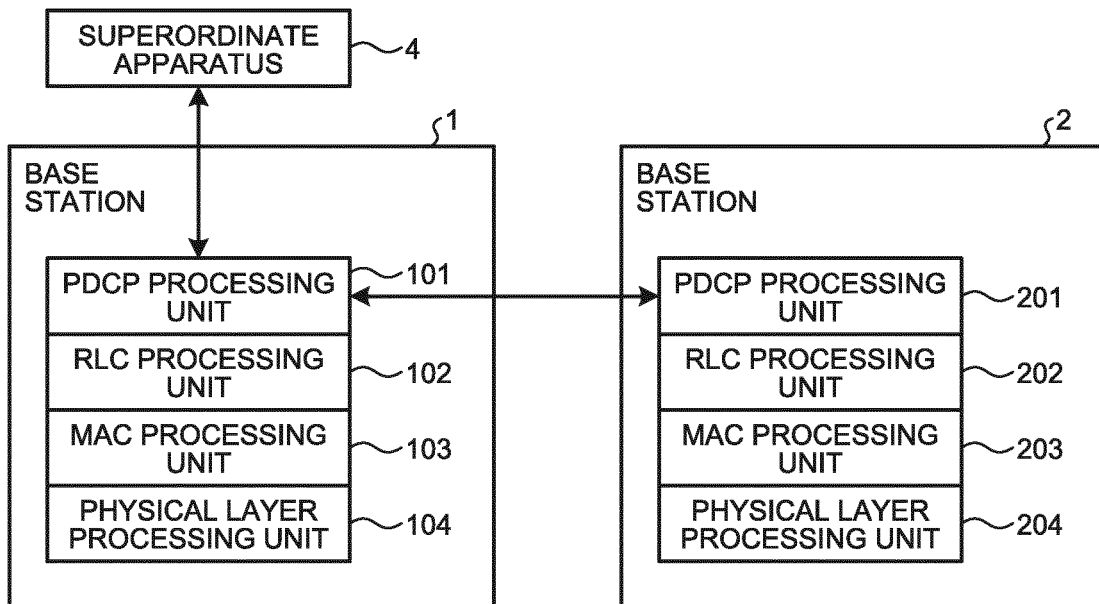 SUPERORDINATE
APPARATUS
4
1
BASE
STATION
PDCP PROCESSING
UNIT
101
RLC PROCESSING
UNIT
102
MAC PROCESSING
UNIT
103
PHYSICAL LAYER
PROCESSING UNIT
104
2
BASE
STATION
PDCP PROCESSING
UNIT
201
RLC PROCESSING
UNIT
202
MAC PROCESSING
UNIT
203
PHYSICAL LAYER
PROCESSING UNIT
204